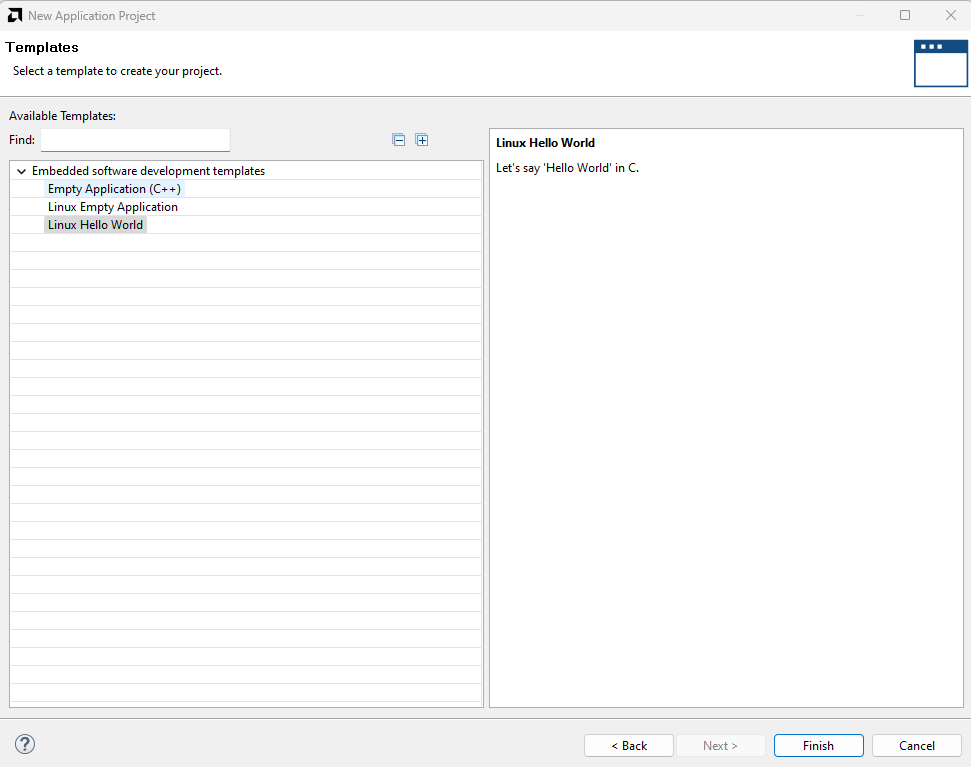 New Application Project
Templates
Select a template to create your project.
Available Templates:
Find:
Embedded software development templates
Empty Application (C++)
Linux Empty Application
Linux Hello World
Linux Hello World
Let's say 'Hello World' in C.
?
< Back
Next >
Finish
Cancel